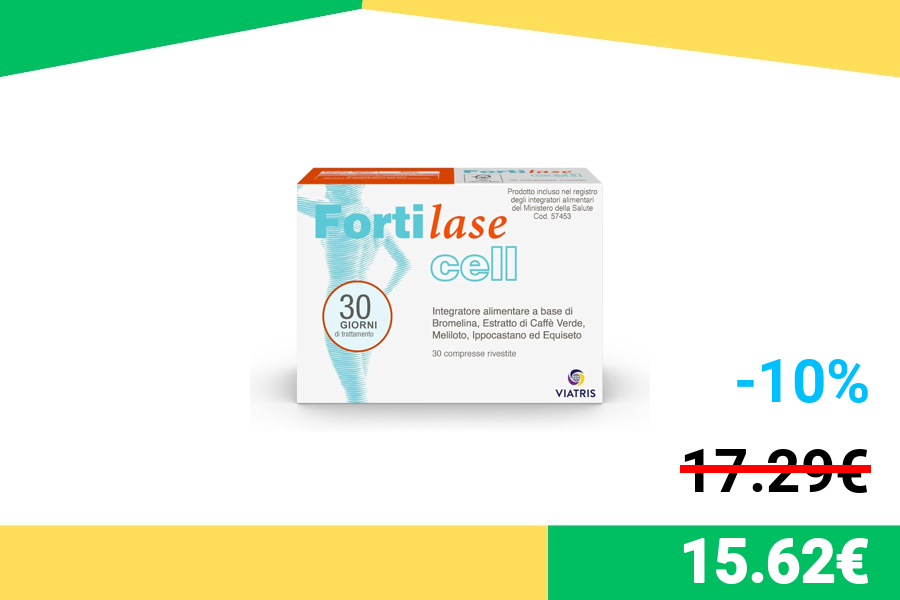 Fortilase
Prodotto incluso nel registro
degli integratori alimentari
del Ministero della Salute
Cod. 57453
Fortilase
cell
30
GIORNI
di trattamento
Integratore alimentare a base di
Bromelina, Estratto di Caffè Verde,
Meliloto, Ippocastano ed Equiseto
30 compresse rivestite
VIATRIS
-10%
17.29€
15.62€